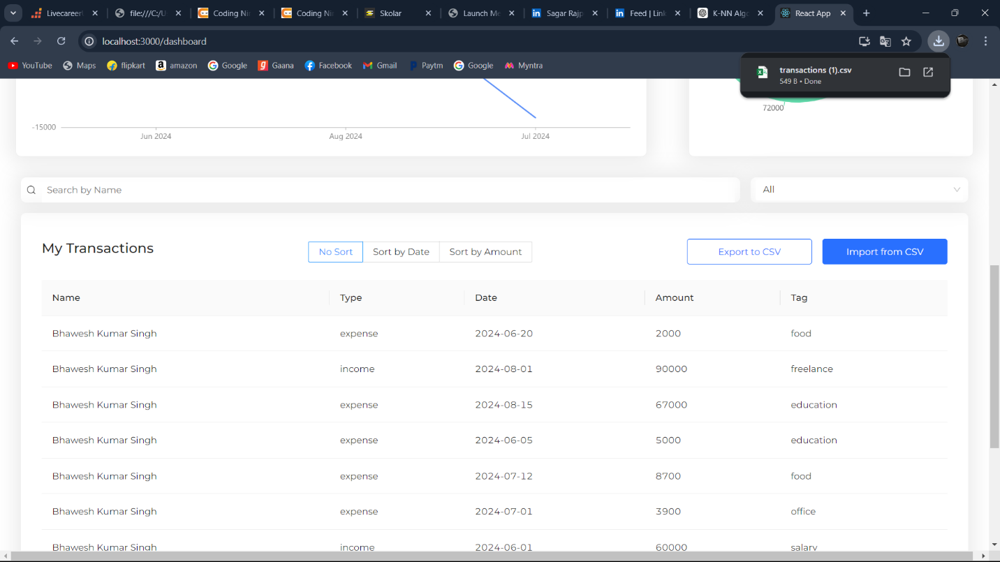 Livecareer
file:///C:/U
Coding Nin
Coding Nin
Skolar
Launch Me
Sagar Rajp
Feed | Link
K-NN Algo
React App
localhost:3000/dashboard
YouTube
Maps
flipkart
amazon
Google
Gaana
Facebook
Gmail
Paytm
Google
Myntra
transactions (1).csv
549 B • Done
72000
-15000
Jun 2024
Aug 2024
Jul 2024
Search by Name
All
My Transactions
No Sort
Sort by Date
Sort by Amount
Export to CSV
Import from CSV
Name Type Date Amount Tag
Bhawesh Kumar Singh expense 2024-06-20 2000 food
Bhawesh Kumar Singh income 2024-08-01 90000 freelance
Bhawesh Kumar Singh expense 2024-08-15 67000 education
Bhawesh Kumar Singh expense 2024-06-05 5000 education
Bhawesh Kumar Singh expense 2024-07-12 8700 food
Bhawesh Kumar Singh expense 2024-07-01 3900 office
Bhawesh Kumar Singh income 2024-06-01 60000 salary